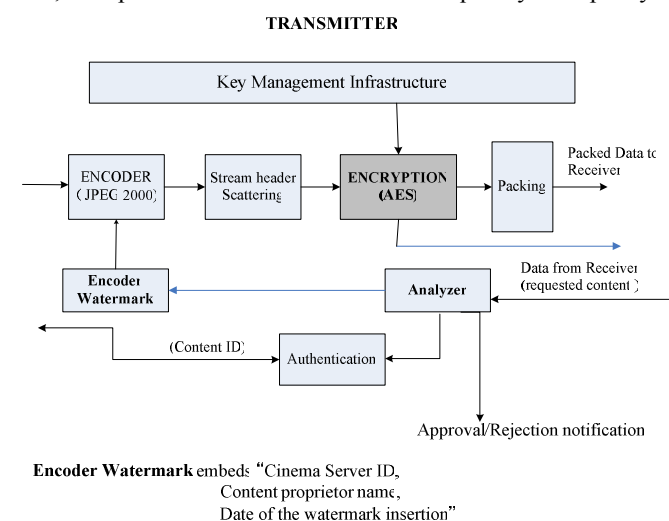 TRANSMITTER
Key Management Infrastructure
ENCODER
(JPEG 2000)
Stream header
Scattering
ENCRYPTION
(AES)
Packing
Packed Data to
Receiver
Encoder
Watermark
Analyzer
Data from Receiver
(requested content )
(Content ID)
Authentication
Approval/Rejection notification
Encoder Watermark embeds “Cinema Server ID,
Content proprietor name,
Date of the watermark insertion”